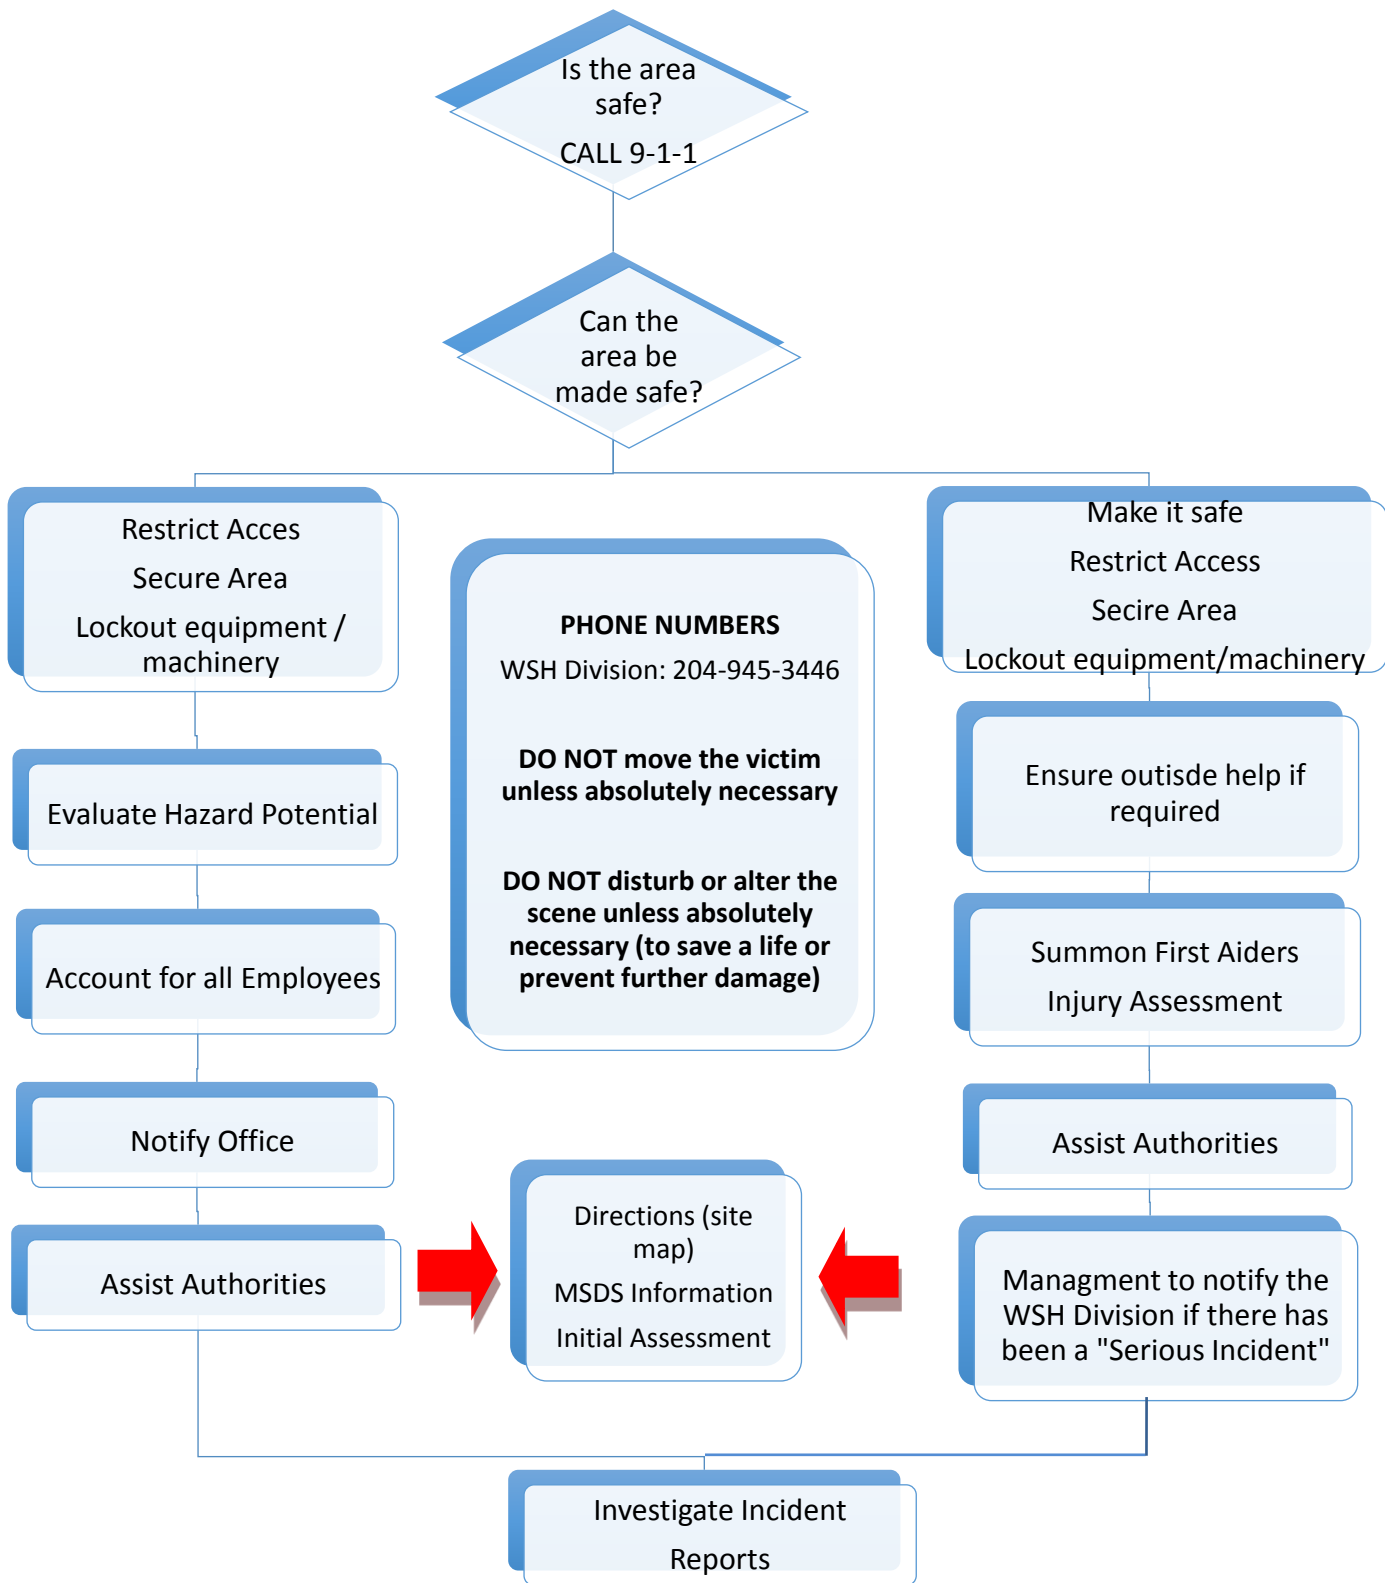 Is the area
safe?
CALL 9-1-1
Can the
area be
made safe?
Restrict Acces
Secure Area
Lockout equipment /
machinery
Evaluate Hazard Potential
Account for all Employees
Notify Office
Assist Authorities
PHONE NUMBERS
WSH Division: 204-945-3446
DO NOT move the victim
unless absolutely necessary
DO NOT disturb or alter the
scene unless absolutely
necessary (to save a life or
prevent further damage)
Directions (site
map)
MSDS Information
Initial Assessment
Make it safe
Restrict Access
Secire Area
Lockout equipment/machinery
Ensure outisde help if
required
Summon First Aiders
Injury Assessment
Assist Authorities
Managment to notify the
WSH Division if there has
been a "Serious Incident"
Investigate Incident
Reports